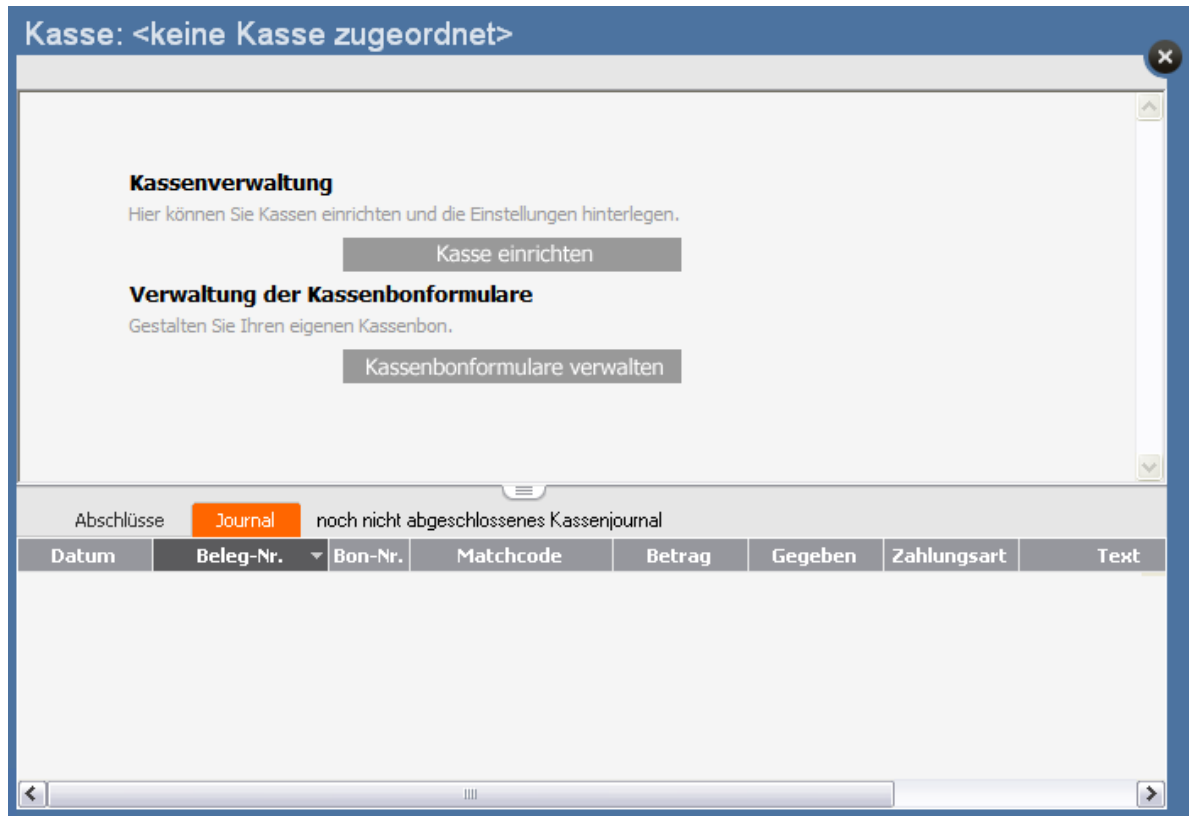 Kasse: <keine Kasse zugeordnet>
Kassenverwaltung
Hier können Sie Kassen einrichten und die Einstellungen hinterlegen.
Kasse einrichten
Verwaltung der Kassenbonformulare
Gestalten Sie Ihren eigenen Kassenbon.
Kassenbonformulare verwalten
Abschlüsse Journal noch nicht abgeschlossenes Kassenjournal
Datum Beleg-Nr. Bon-Nr. Matchcode Betrag Gegeben Zahlungsart Text